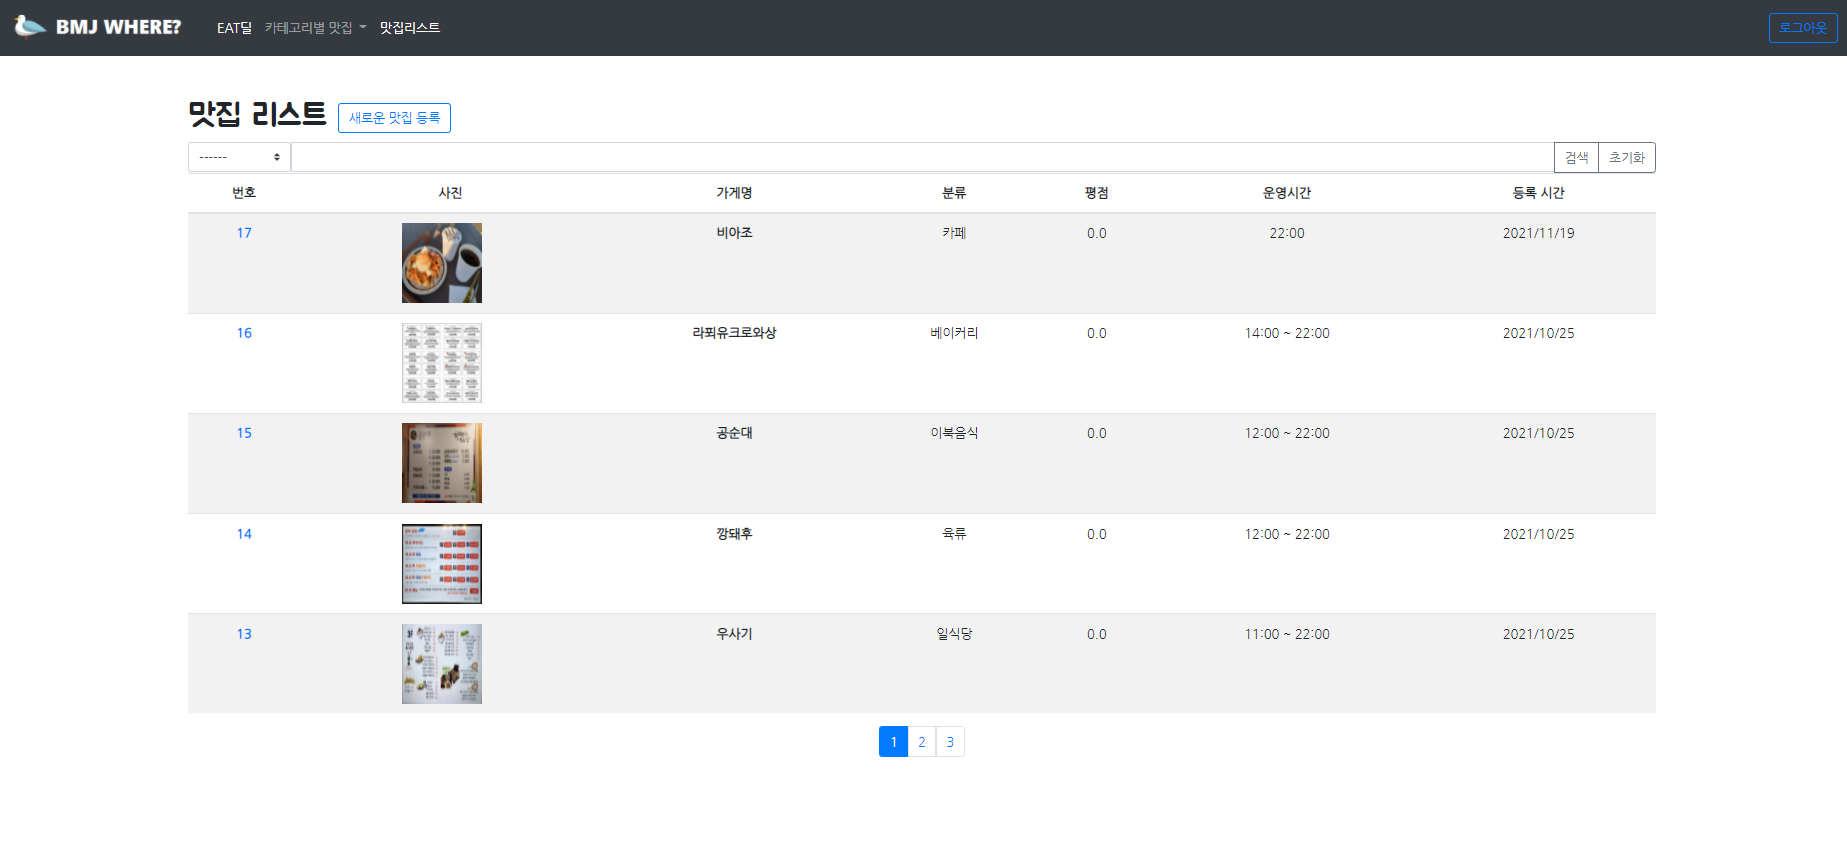 BMJ WHERE? EAT딜 카테고리별 맛집 맛집리스트 로그아웃
맛집 리스트 새로운 맛집 등록
------ 검색 초기화
번호 사진 가게명 분류 평점 운영시간 등록 시간
17 비아조 카페 0.0 22:00 2021/11/19
16 라뾔유크로와상 베이커리 0.0 14:00 ~ 22:00 2021/10/25
15 공순대 이북음식 0.0 12:00 ~ 22:00 2021/10/25
14 깡돼후 육류 0.0 12:00 ~ 22:00 2021/10/25
13 우사기 일식당 0.0 11:00 ~ 22:00 2021/10/25
1 2 3